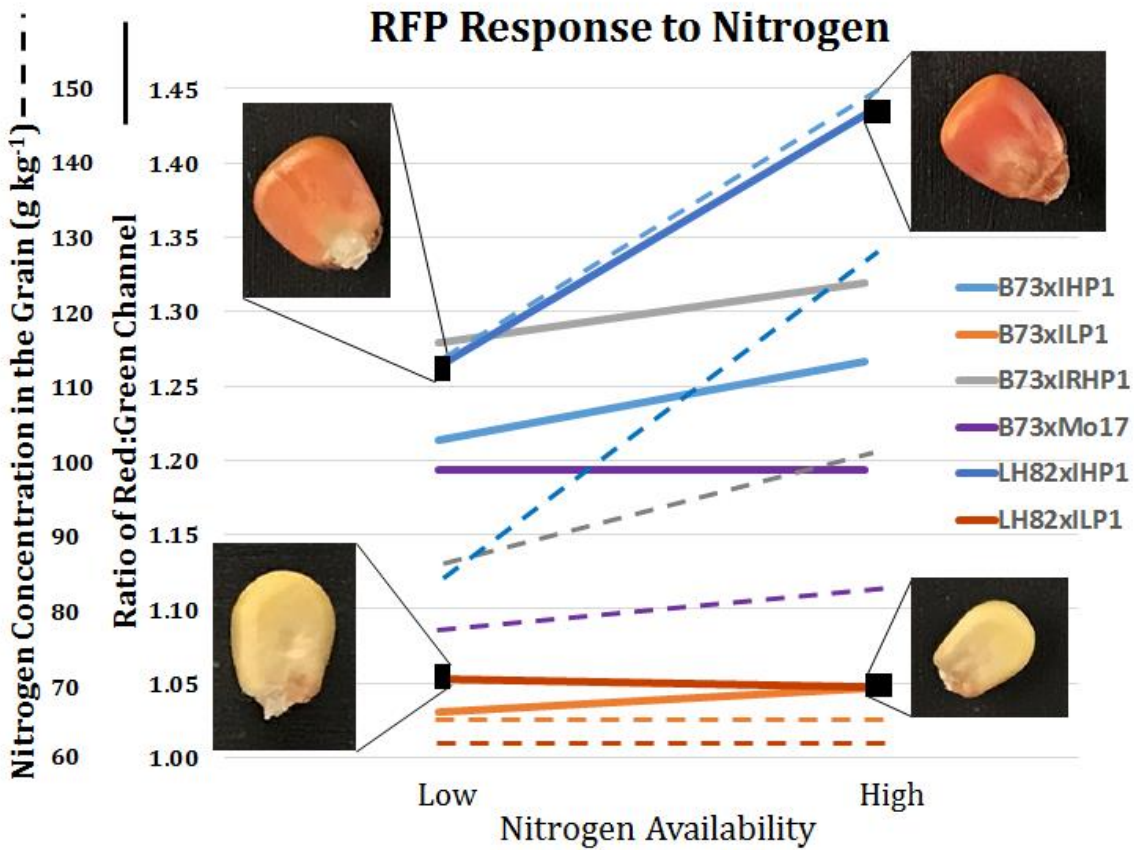 RFP Response to Nitrogen
Nitrogen Concentration in the Grain (g kg⁻¹)
150
140
130
120
110
100
90
80
70
60
Ratio of Red:Green Channel
1.45
1.40
1.35
1.30
1.25
1.20
1.15
1.10
1.05
1.00
B73xIHP1
B73xILP1
B73xIRHP1
B73xMo17
LH82xIHP1
LH82xILP1
Low
High
Nitrogen Availability